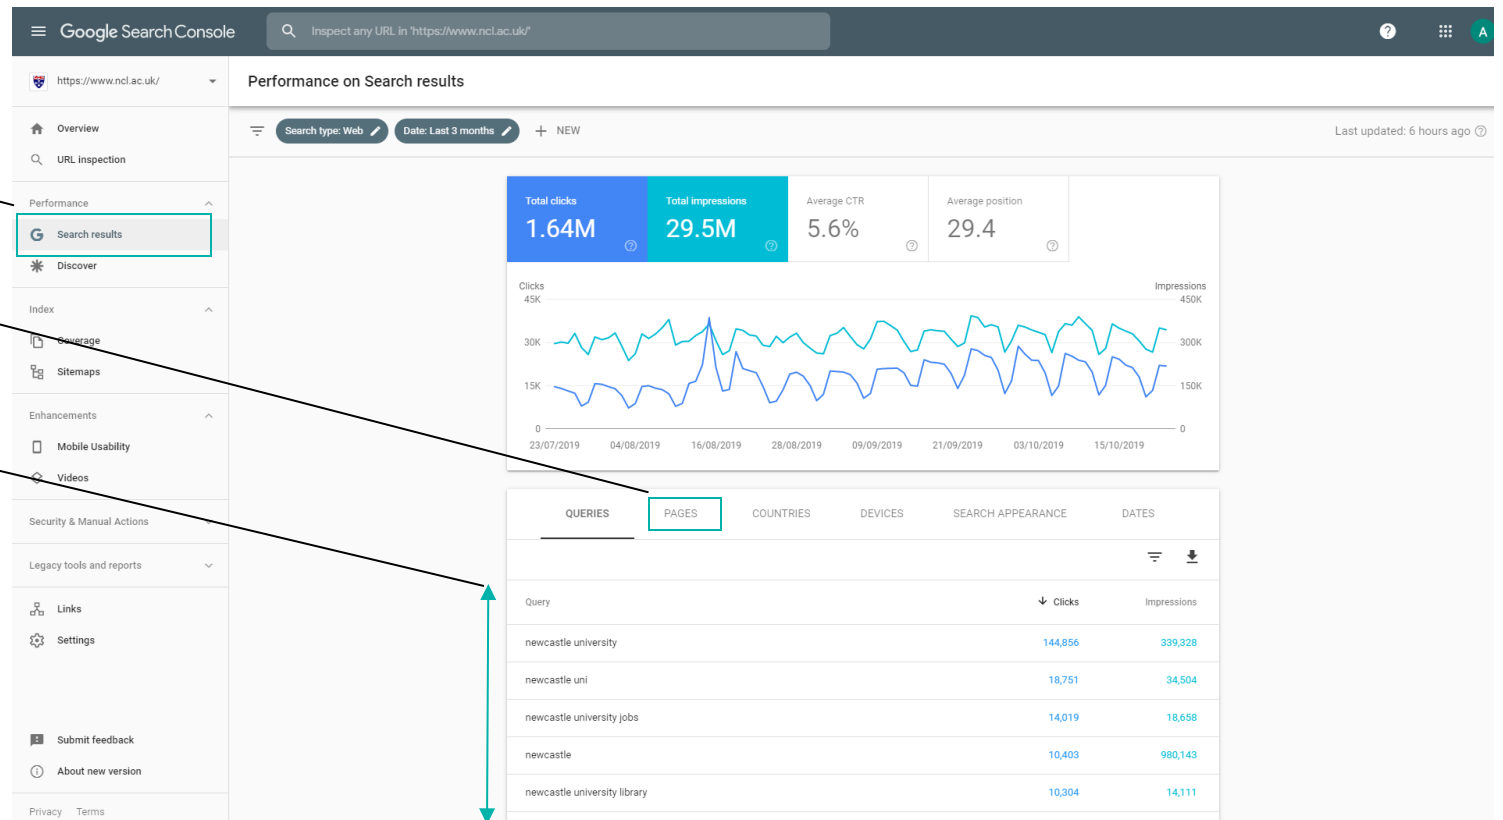 Google Search Console
Inspect any URL in 'https://www.ncl.ac.uk/'
A
https://www.ncl.ac.uk/
Performance on Search results
Overview
URL inspection
Performance
Search results
Discover
Index
Coverage
Sitemaps
Enhancements
Mobile Usability
Videos
Security & Manual Actions
Legacy tools and reports
Links
Settings
Submit feedback
About new version
Privacy Terms
Search type: Web
Date: Last 3 months
NEW
Last updated: 6 hours ago
Total clicks
1.64M
Total impressions
29.5M
Average CTR
5.6%
Average position
29.4
Clicks
Impressions
45K
450K
30K
300K
15K
150K
0
0
23/07/2019 04/08/2019 16/08/2019 28/08/2019 09/09/2019 21/09/2019 03/10/2019 15/10/2019
QUERIES PAGES COUNTRIES DEVICES SEARCH APPEARANCE DATES
Query Clicks Impressions
newcastle university 144,856 339,328
newcastle uni 18,751 34,504
newcastle university jobs 14,019 18,658
newcastle 10,403 980,143
newcastle university library 10,304 14,111